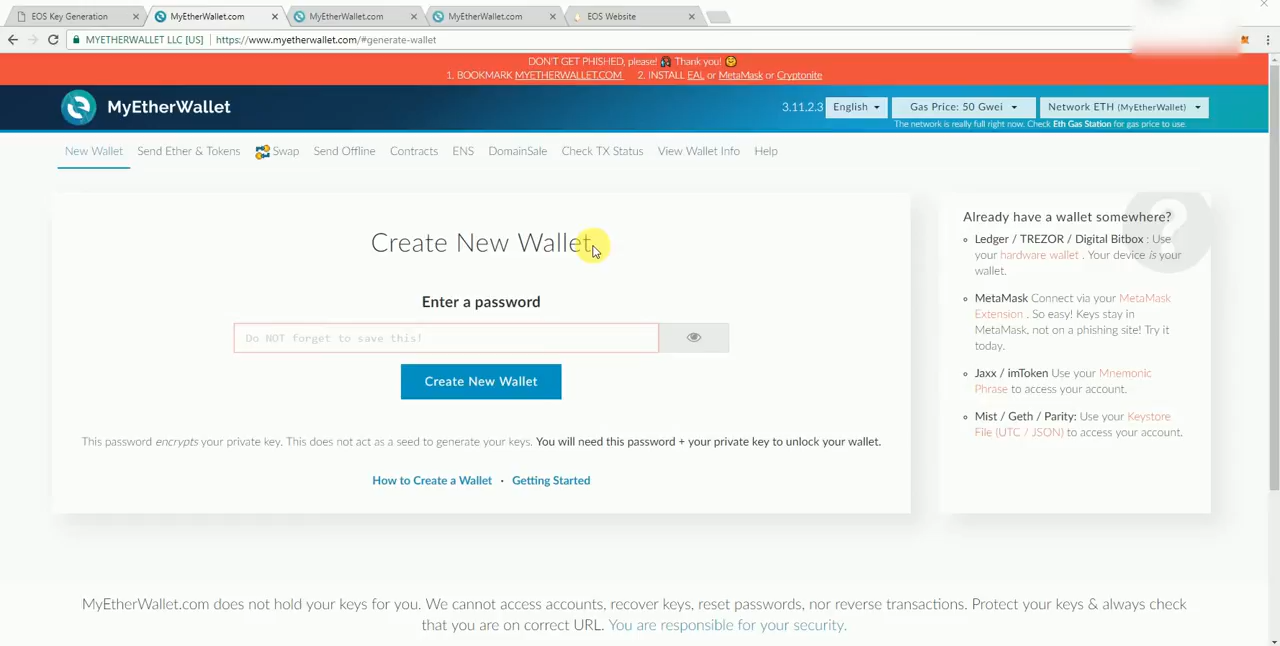 EOS Key Generation
MyEtherWallet.com
MyEtherWallet.com
MyEtherWallet.com
EOS Website
MYETHERWALLET LLC [US] | https://www.myetherwallet.com/#generate-wallet
DON'T GET PHISHED, please! Thank you!
1. BOOKMARK MYETHERWALLET.COM 2. INSTALL EAL or MetaMask or Cryptonite
MyEtherWallet
3.11.2.3 English Gas Price: 50 Gwei Network ETH (MyEtherWallet)
The network is really full right now. Check Eth Gas Station for gas price to use.
New Wallet Send Ether & Tokens Swap Send Offline Contracts ENS DomainSale Check TX Status View Wallet Info Help
Create New Wallet
Enter a password
Do NOT forget to save this!
Create New Wallet
This password encrypts your private key. This does not act as a seed to generate your keys. You will need this password + your private key to unlock your wallet.
How to Create a Wallet · Getting Started
Already have a wallet somewhere?
Ledger / TREZOR / Digital Bitbox : Use
your hardware wallet . Your device is your
wallet.
MetaMask Connect via your MetaMask
Extension . So easy! Keys stay in
MetaMask, not on a phishing site! Try it
today.
Jaxx / imToken Use your Mnemonic
Phrase to access your account.
Mist / Geth / Parity: Use your Keystore
File (UTC / JSON) to access your account.
MyEtherWallet.com does not hold your keys for you. We cannot access accounts, recover keys, reset passwords, nor reverse transactions. Protect your keys & always check
that you are on correct URL. You are responsible for your security.